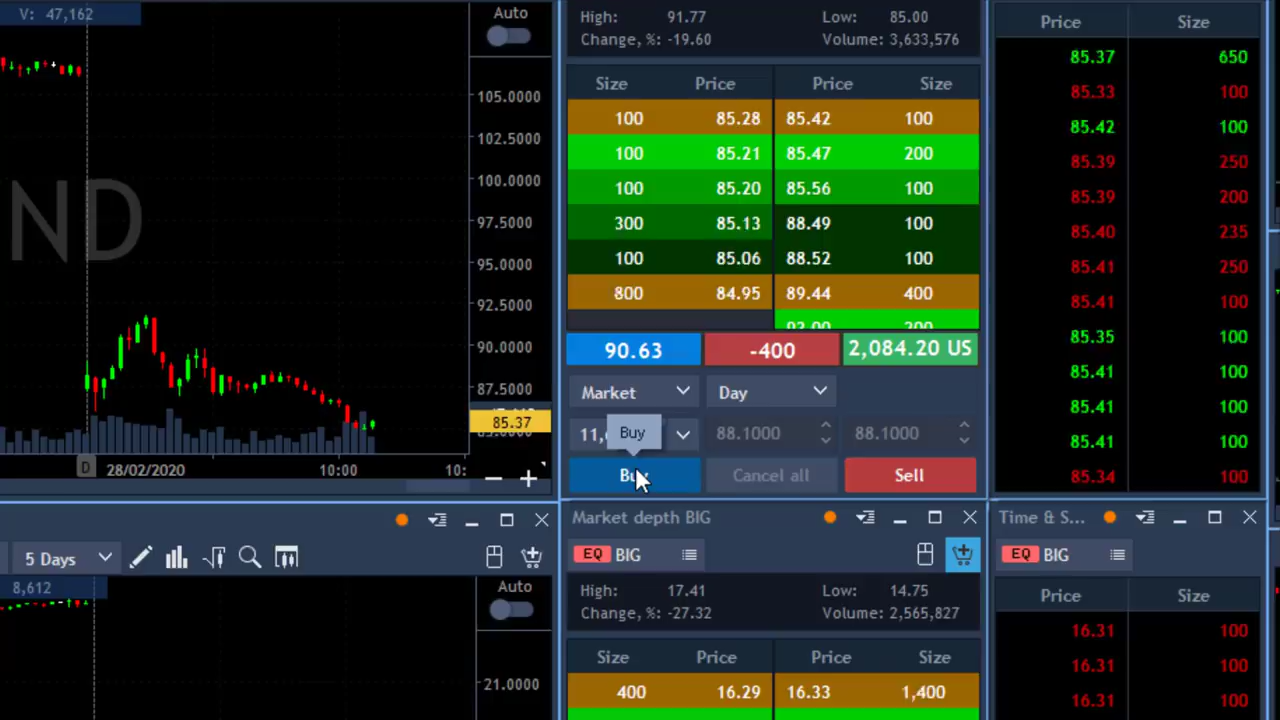 V: 47,162
Auto
105.0000
102.5000
100.0000
97.5000
95.0000
92.5000
90.0000
87.5000
85.37
ND
D 28/02/2020 10:00 10:
High: 91.77 Low: 85.00
Change, %: -19.60 Volume: 3,633,576
Size Price Price Size
100 85.28 85.42 100
100 85.21 85.47 200
100 85.20 85.56 100
300 85.13 88.49 100
100 85.06 88.52 100
800 84.95 89.44 400
90.63 -400 2,084.20 US
Market Day
Buy 88.1000 88.1000
Cancel all Sell
Price Size
85.37 650
85.33 100
85.42 100
85.39 250
85.39 200
85.40 235
85.41 250
85.41 100
85.35 100
85.41 100
85.41 100
85.41 100
85.34 100
5 Days
8,612
Auto
21.0000
Market depth BIG
EQ BIG
High: 17.41 Low: 14.75
Change, %: -27.32 Volume: 2,565,827
Size Price Price Size
400 16.29 16.33 1,400
Time & S...
EQ BIG
Price Size
16.31 100
16.31 100
16.31 100